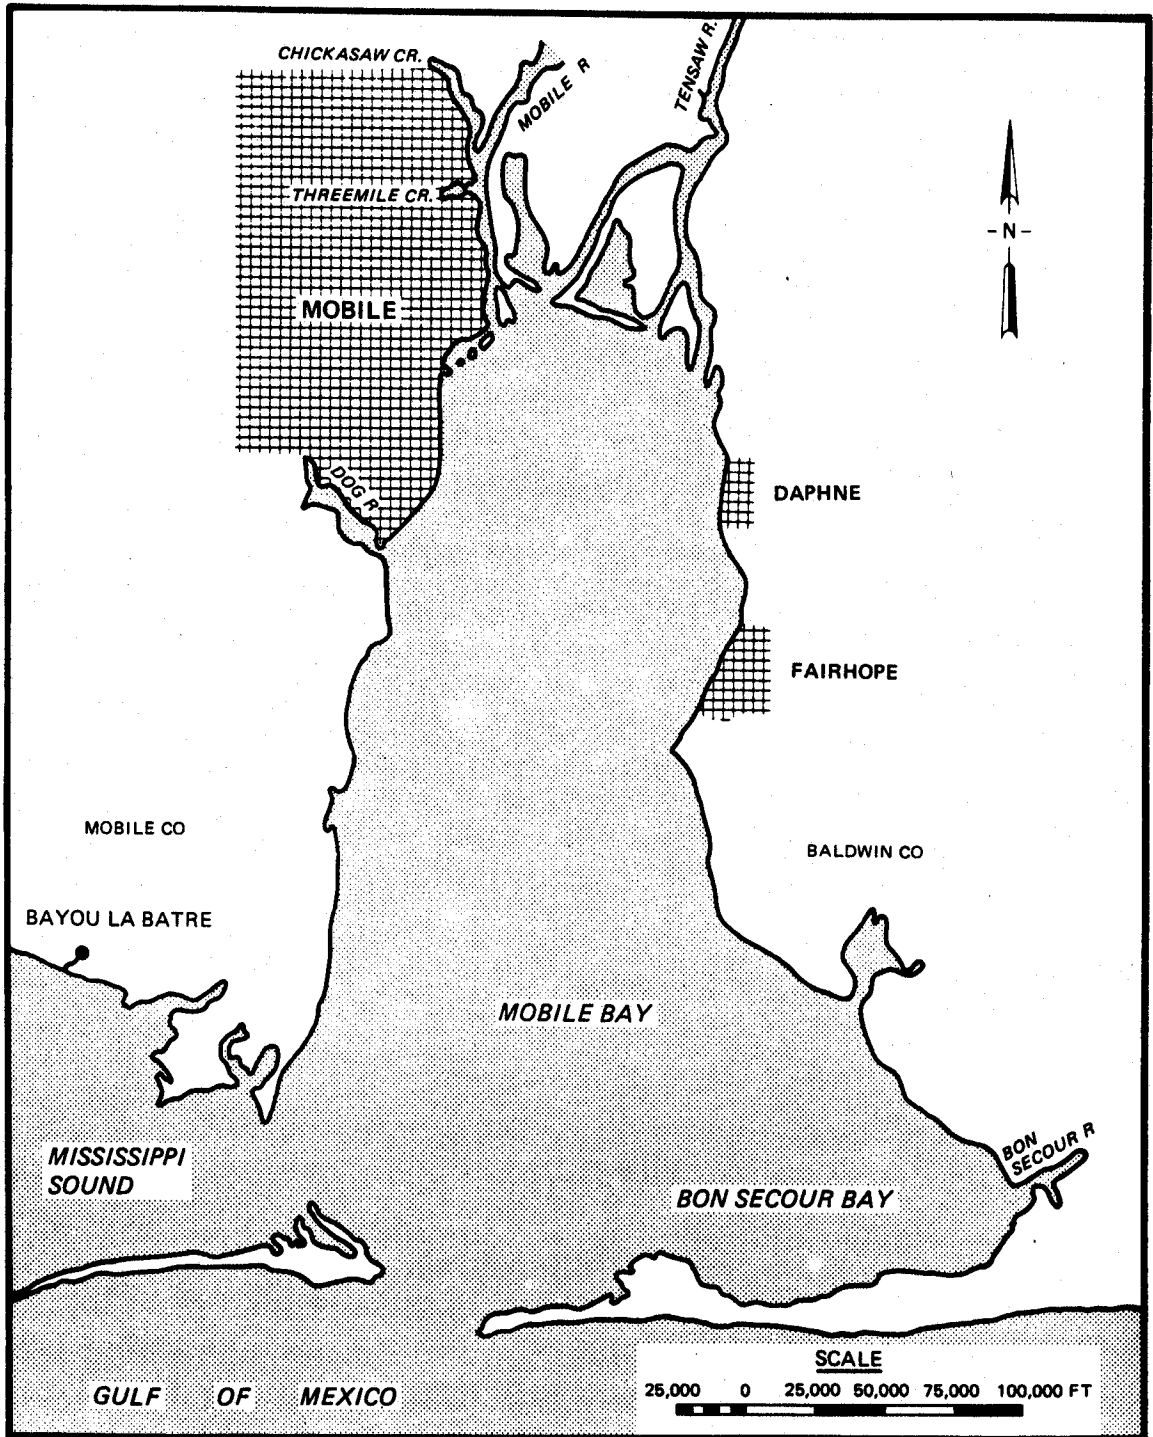 CHICKASAW CR.
MOBILE R
TENSAW R.
THREEMILE CR.
- N -
MOBILE
DOG R
DAPHNE
FAIRHOPE
MOBILE CO
BALDWIN CO
BAYOU LA BATRE
MOBILE BAY
MISSISSIPPI
SOUND
BON
SECOUR R
BON SECOUR BAY
SCALE
25,000 0 25,000 50,000 75,000 100,000 FT
GULF OF MEXICO